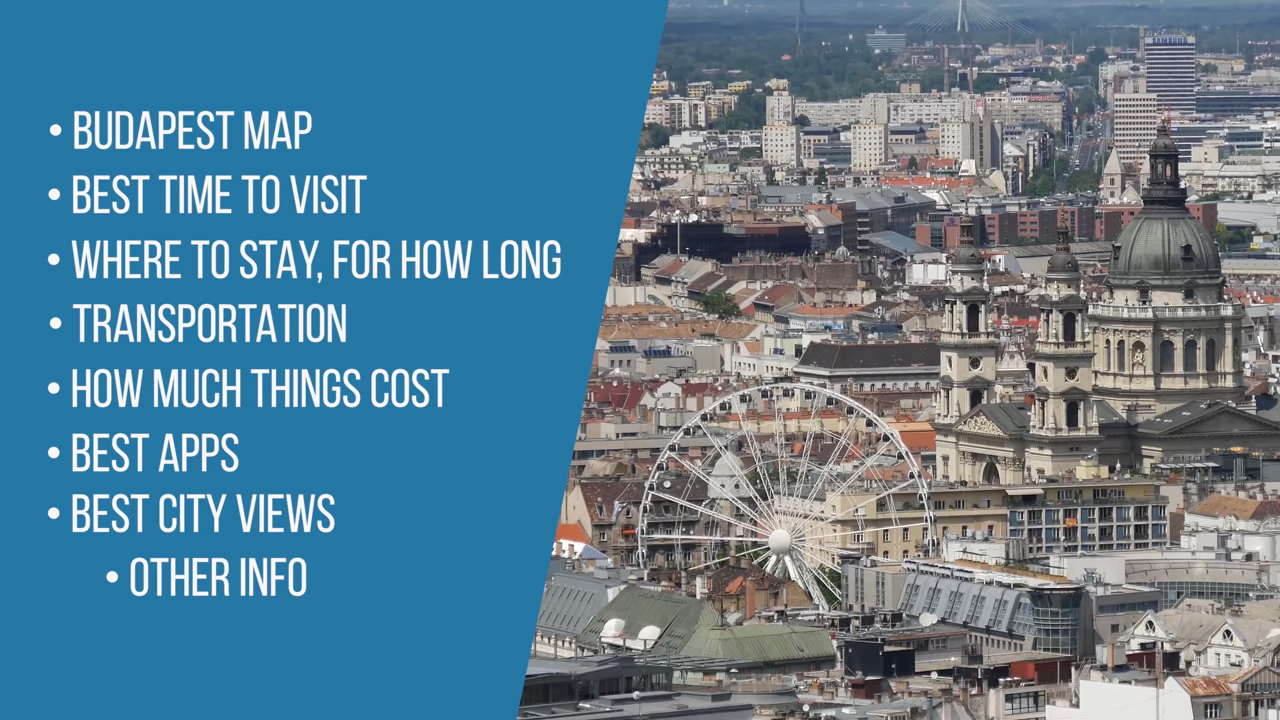 • BUDAPEST MAP
• BEST TIME TO VISIT
• WHERE TO STAY, FOR HOW LONG
• TRANSPORTATION
• HOW MUCH THINGS COST
• BEST APPS
• BEST CITY VIEWS
• OTHER INFO
SAMSUNG